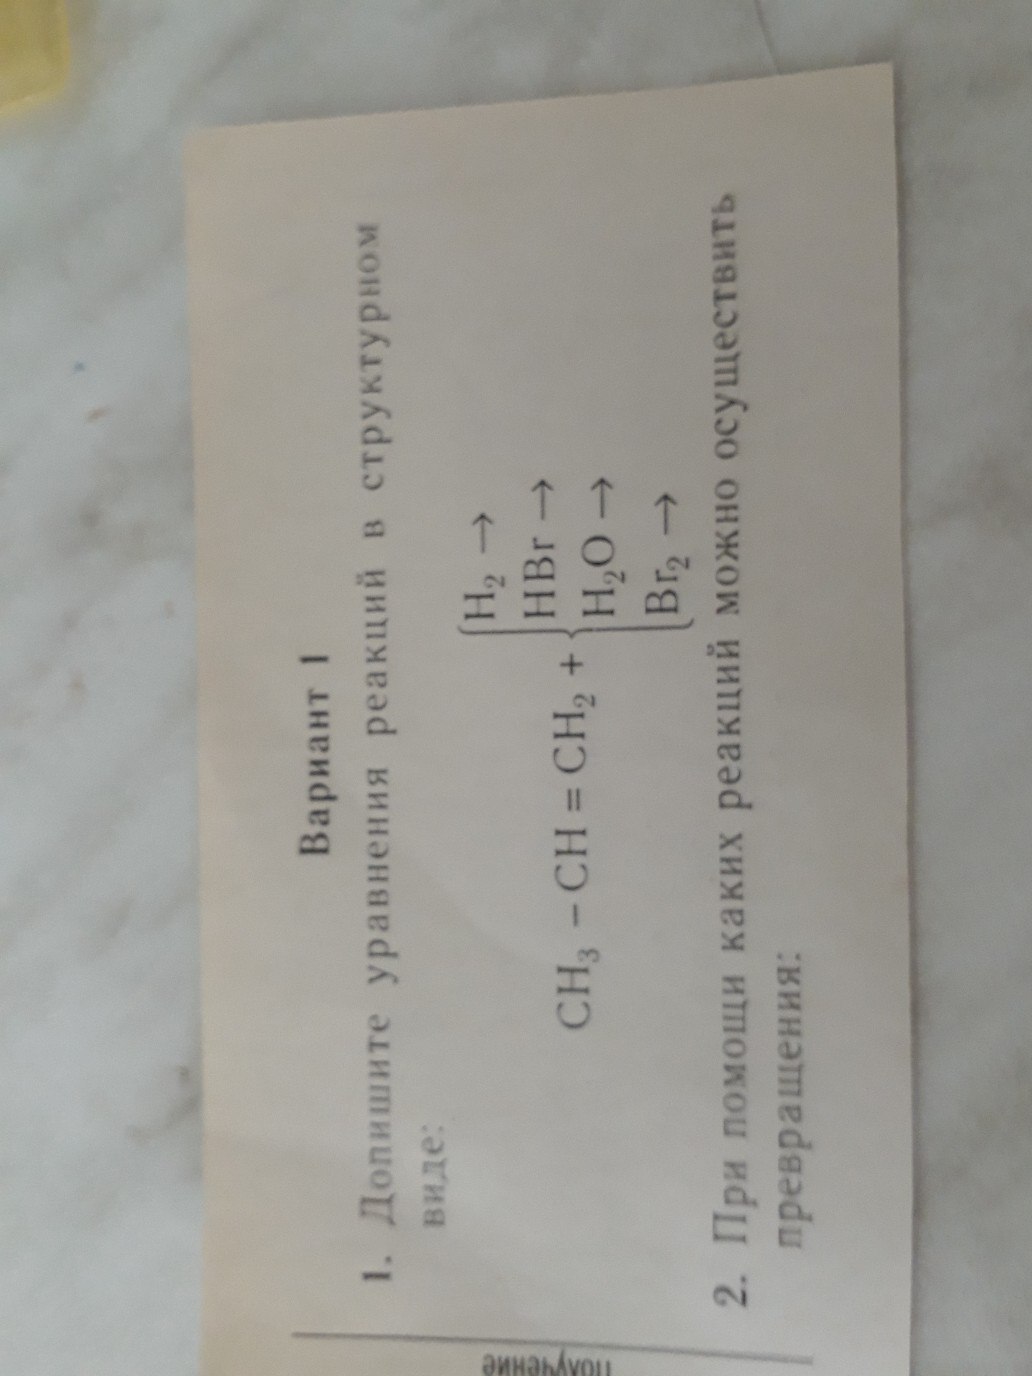 Вариант 1
1. Допишите уравнения реакций в структурном
виде:
H₂ →
HBr →
CH₃ – CH = CH₂ +
H₂O →
Br₂ →
2. При помощи каких реакций можно осуществить
превращения:
получение